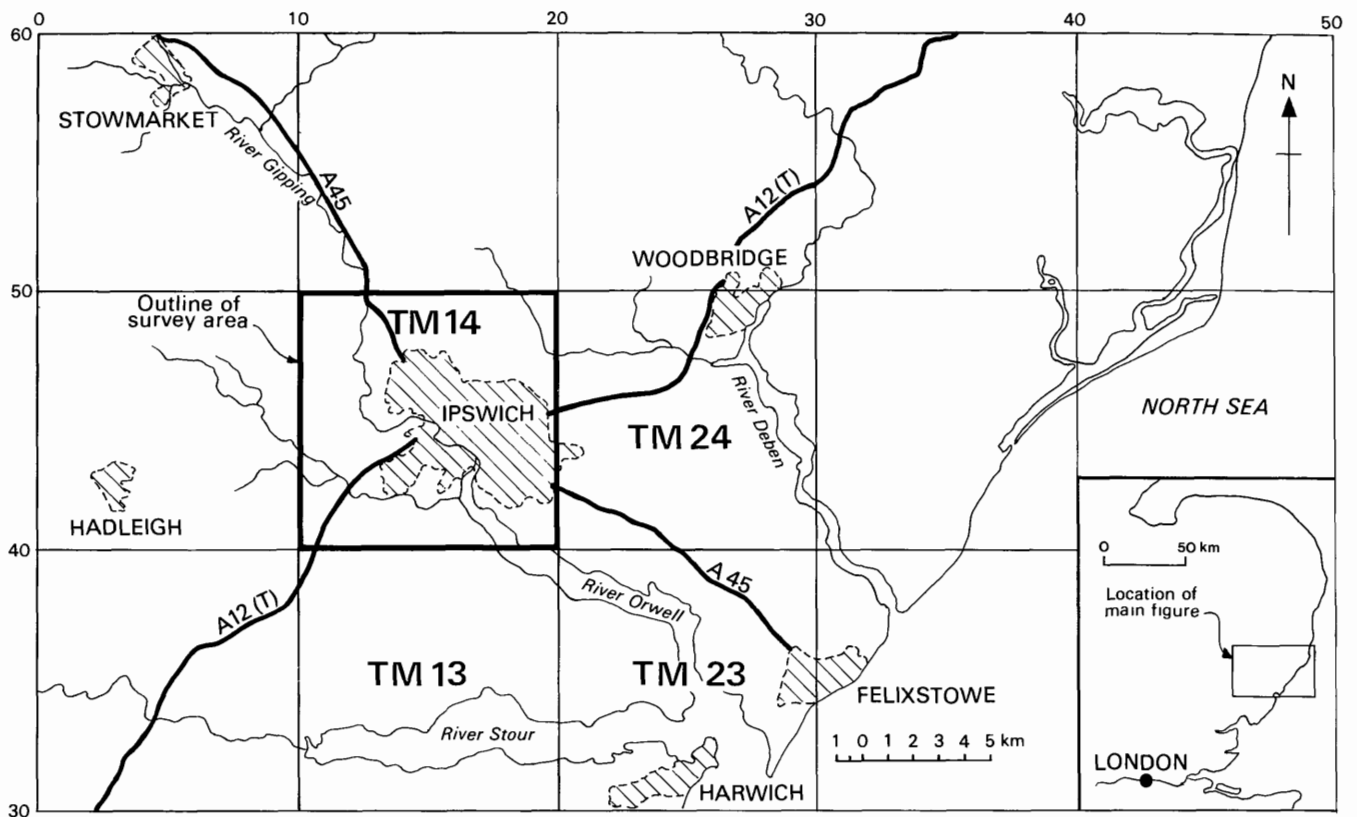 0 10 20 30 40 50
60
STOWMARKET
River Gipping
A45
A12(T)
N
WOODBRIDGE
50
Outline of
survey area
TM14
IPSWICH
TM 24
River Deben
NORTH SEA
HADLEIGH
40
A12(T)
A 45
River Orwell
0 50 km
Location of
main figure
TM 13
TM 23
FELIXSTOWE
River Stour
1 0 1 2 3 4 5 km
LONDON
HARWICH
30